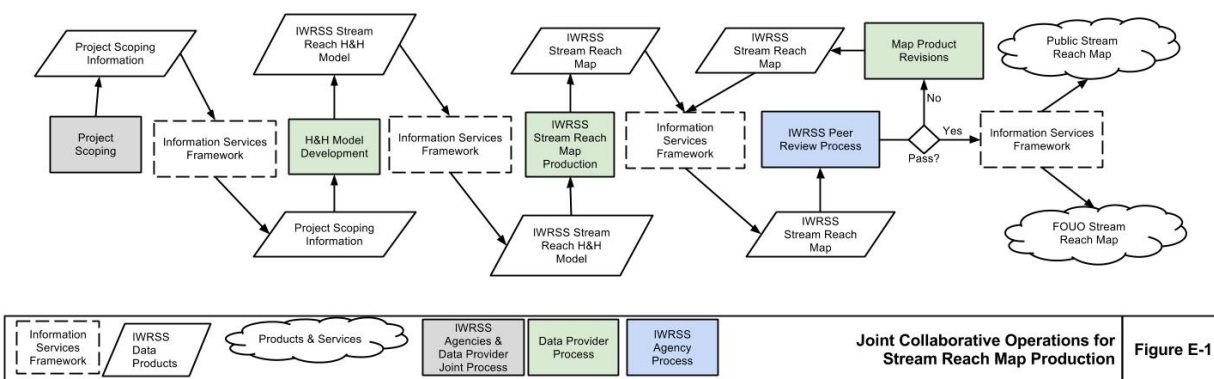 Project Scoping
Information
Project
Scoping
Information Services
Framework
IWRSS Stream
Reach H&H
Model
H&H Model
Development
Project Scoping
Information
Information Services
Framework
IWRSS
Stream Reach
Map
IWRSS
Stream Reach
Map
Production
IWRSS Stream
Reach H&H
Model
Information
Services
Framework
IWRSS
Stream Reach
Map
Map Product
Revisions
No
IWRSS Peer
Review Process
Pass?
Yes
IWRSS
Stream Reach
Map
Public Stream
Reach Map
Information Services
Framework
FOUO Stream
Reach Map
Information
Services
Framework
IWRSS
Data
Products
Products & Services
IWRSS
Agencies &
Data Provider
Joint Process
Data Provider
Process
IWRSS
Agency
Process
Joint Collaborative Operations for
Stream Reach Map Production
Figure E-1